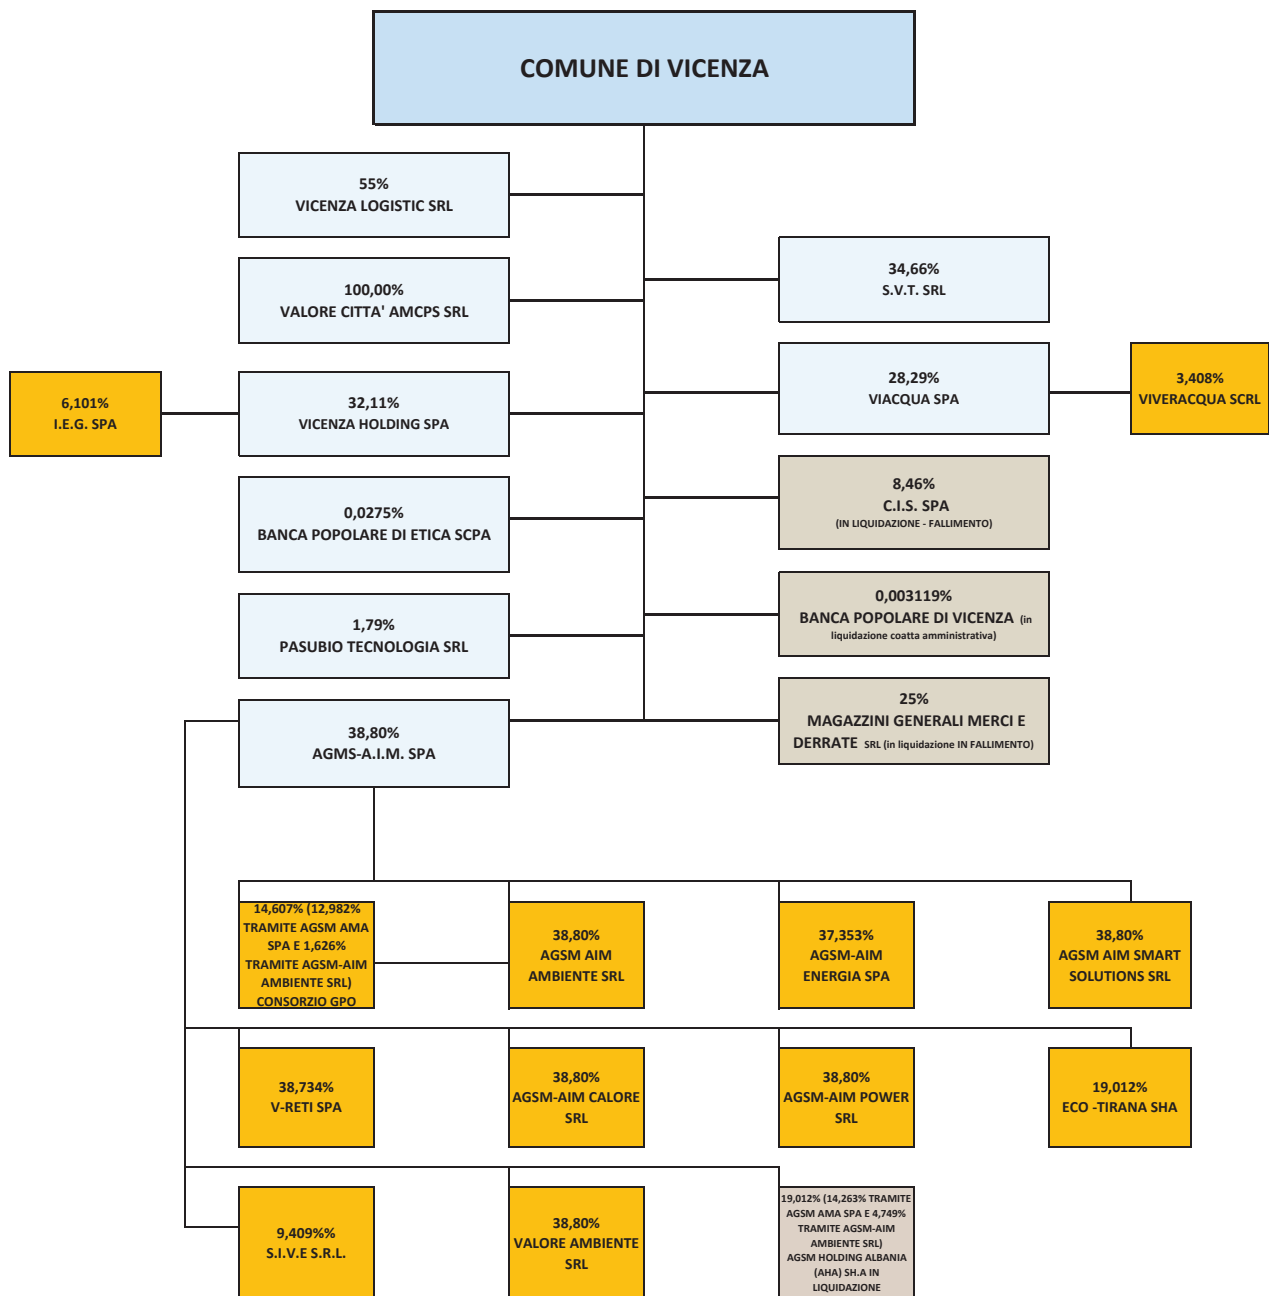 COMUNE DI VICENZA
55%
VICENZA LOGISTIC SRL
34,66%
S.V.T. SRL
100,00%
VALORE CITTA' AMCPS SRL
6,101%
I.E.G. SPA
32,11%
VICENZA HOLDING SPA
28,29%
VIACQUA SPA
3,408%
VIVERACQUA SCRL
0,0275%
BANCA POPOLARE DI ETICA SCPA
8,46%
C.I.S. SPA
(IN LIQUIDAZIONE - FALLIMENTO)
1,79%
PASUBIO TECNOLOGIA SRL
0,003119%
BANCA POPOLARE DI VICENZA (in
liquidazione coatta amministrativa)
38,80%
AGMS-A.I.M. SPA
25%
MAGAZZINI GENERALI MERCI E
DERRATE SRL (in liquidazione IN FALLIMENTO)
14,607% (12,982%
TRAMITE AGSM AMA
SPA E 1,626%
TRAMITE AGSM-AIM
AMBIENTE SRL)
CONSORZIO GPO
38,80%
AGSM AIM
AMBIENTE SRL
37,353%
AGSM-AIM
ENERGIA SPA
38,80%
AGSM AIM SMART
SOLUTIONS SRL
38,734%
V-RETI SPA
38,80%
AGSM-AIM CALORE
SRL
38,80%
AGSM-AIM POWER
SRL
19,012%
ECO -TIRANA SHA
9,409%%
S.I.V.E S.R.L.
38,80%
VALORE AMBIENTE
SRL
19,012% (14,263% TRAMITE
AGSM AMA SPA E 4,749%
TRAMITE AGSM-AIM
AMBIENTE SRL)
AGSM HOLDING ALBANIA
(AHA) SH.A IN
LIQUIDAZIONE